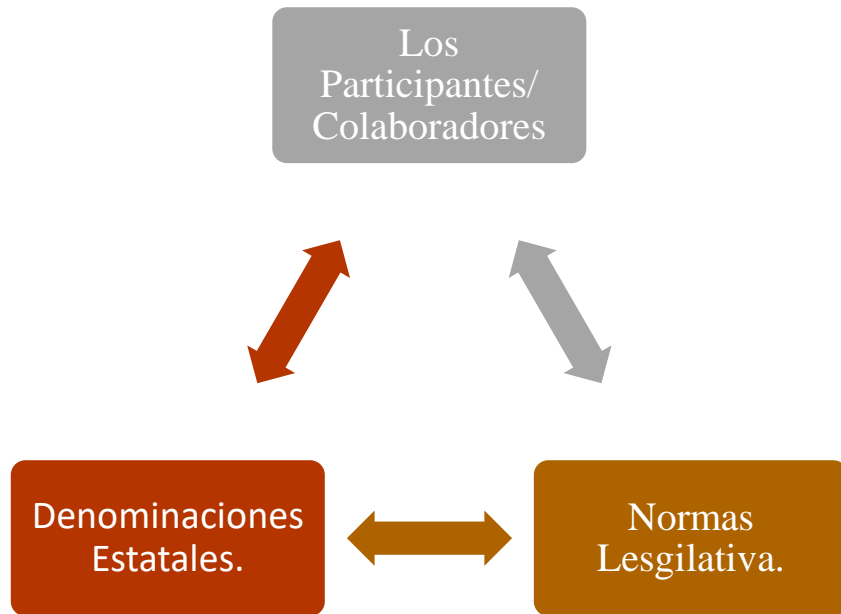 Los
Participantes/
Colaboradores
Denominaciones
Estatales.
Normas
Lesgilativa.